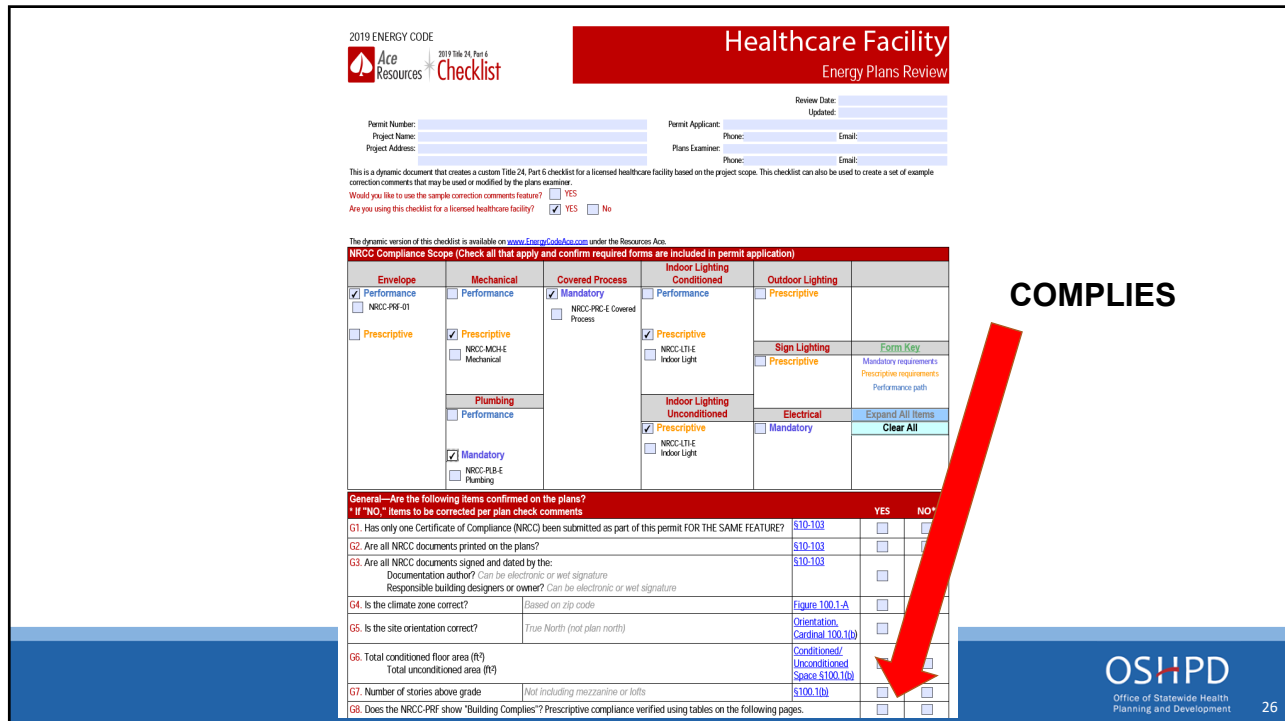 2019 ENERGY CODE
Ace
Resources
2019 Title 24, Part 6
Checklist
Healthcare Facility
Energy Plans Review
Review Date:
Updated:
Permit Number:
Permit Applicant:
Project Name:
Phone:
Email:
Project Address:
Plans Examiner:
Phone:
Email:
This is a dynamic document that creates a custom Title 24, Part 6 checklist for a licensed healthcare facility based on the project scope. This checklist can also be used to create a set of example
correction comments that may be used or modified by the plans examiner.
Would you like to use the sample correction comments feature? YES
Are you using this checklist for a licensed healthcare facility? YES No
The dynamic version of this checklist is available on www.EnergyCodeAce.com under the Resources Ace.
NRCC Compliance Scope (Check all that apply and confirm required forms are included in permit application)
Envelope
Performance
NRCC-PRF-01
Prescriptive
Mechanical
Performance
Prescriptive
NRCC-MCH-E
Mechanical
Plumbing
Performance
Mandatory
NRCC-PLB-E
Plumbing
Covered Process
Mandatory
NRCC-PRC-E Covered
Process
Indoor Lighting
Conditioned
Performance
Prescriptive
NRCC-LTI-E
Indoor Light
Indoor Lighting
Unconditioned
Prescriptive
NRCC-LTI-E
Indoor Light
Outdoor Lighting
Prescriptive
Sign Lighting
Prescriptive
Electrical
Mandatory
Form Key
Mandatory requirements
Prescriptive requirements
Performance path
Expand All Items
Clear All
COMPLIES
General—Are the following items confirmed on the plans?
* If "NO," items to be corrected per plan check comments
YES NO*
G1. Has only one Certificate of Compliance (NRCC) been submitted as part of this permit FOR THE SAME FEATURE? §10-103
G2. Are all NRCC documents printed on the plans? §10-103
G3. Are all NRCC documents signed and dated by the: §10-103
Documentation author? Can be electronic or wet signature
Responsible building designers or owner? Can be electronic or wet signature
G4. Is the climate zone correct? Based on zip code Figure 100.1-A
G5. Is the site orientation correct? True North (not plan north) Orientation,
Cardinal 100.1(b)
G6. Total conditioned floor area (ft²)
Total unconditioned area (ft²)
Conditioned/
Unconditioned
Space §100.1(b)
G7. Number of stories above grade Not including mezzanine or lofts §100.1(b)
G8. Does the NRCC-PRF show "Building Complies"? Prescriptive compliance verified using tables on the following pages.
OSHPD
Office of Statewide Health
Planning and Development
26